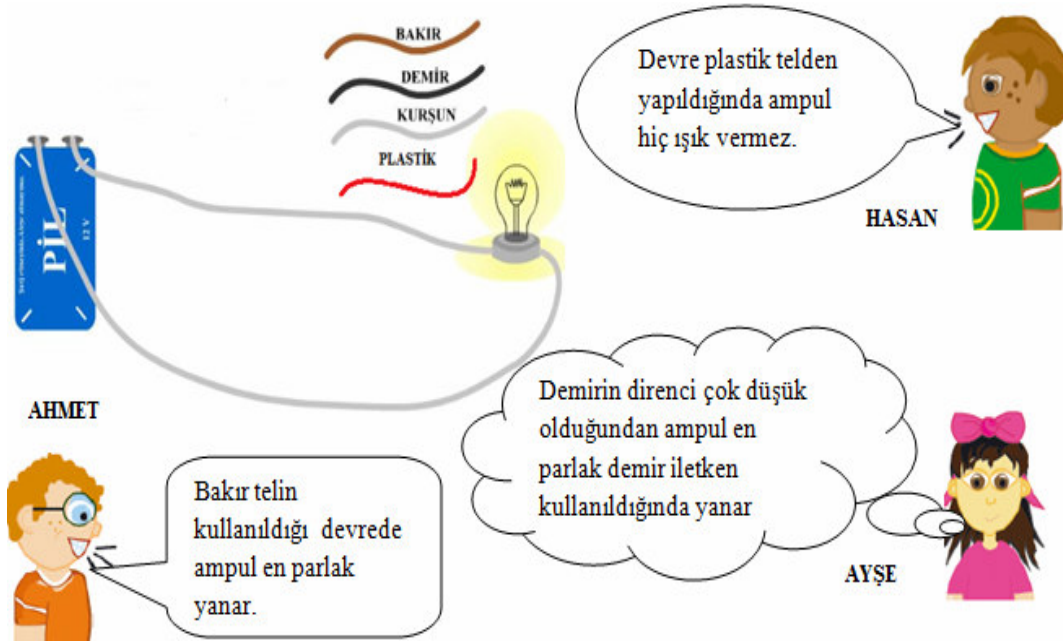 BAKIR
DEMİR
KURŞUN
PLASTİK
PİL
12 V
Devre plastik telden
yapıldığında ampul
hiç ışik vermez.
HASAN
AHMET
Bakır telin
kullanıldığı devrede
ampul en parlak
yanar.
Demirin direnci çok düşük
olduğundan ampul en
parlak demir iletken
kullanıldığında yanar
AYŞE